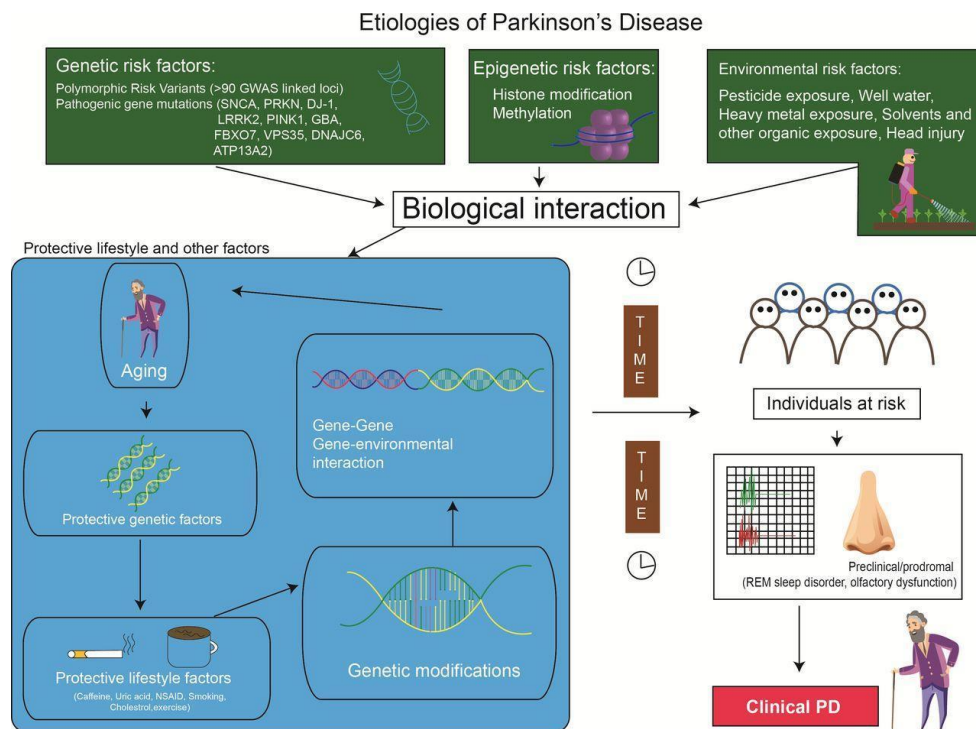 Etiologies of Parkinson's Disease
Genetic risk factors:
Polymorphic Risk Variants (>90 GWAS linked loci)
Pathogenic gene mutations (SNCA, PRKN, DJ-1,
LRRK2, PINK1, GBA,
FBXO7, VPS35, DNAJC6,
ATP13A2)
Epigenetic risk factors:
Histone modification
Methylation
Environmental risk factors:
Pesticide exposure, Well water,
Heavy metal exposure, Solvents and
other organic exposure, Head injury
Biological interaction
Protective lifestyle and other factors
Aging
Protective genetic factors
Protective lifestyle factors
(Caffeine, Uric acid, NSAID, Smoking,
Cholestrol,exercise)
Genetic modifications
Gene-Gene
Gene-environmental
interaction
TIME
TIME
Individuals at risk
Preclinical/prodromal
(REM sleep disorder, olfactory dysfunction)
Clinical PD